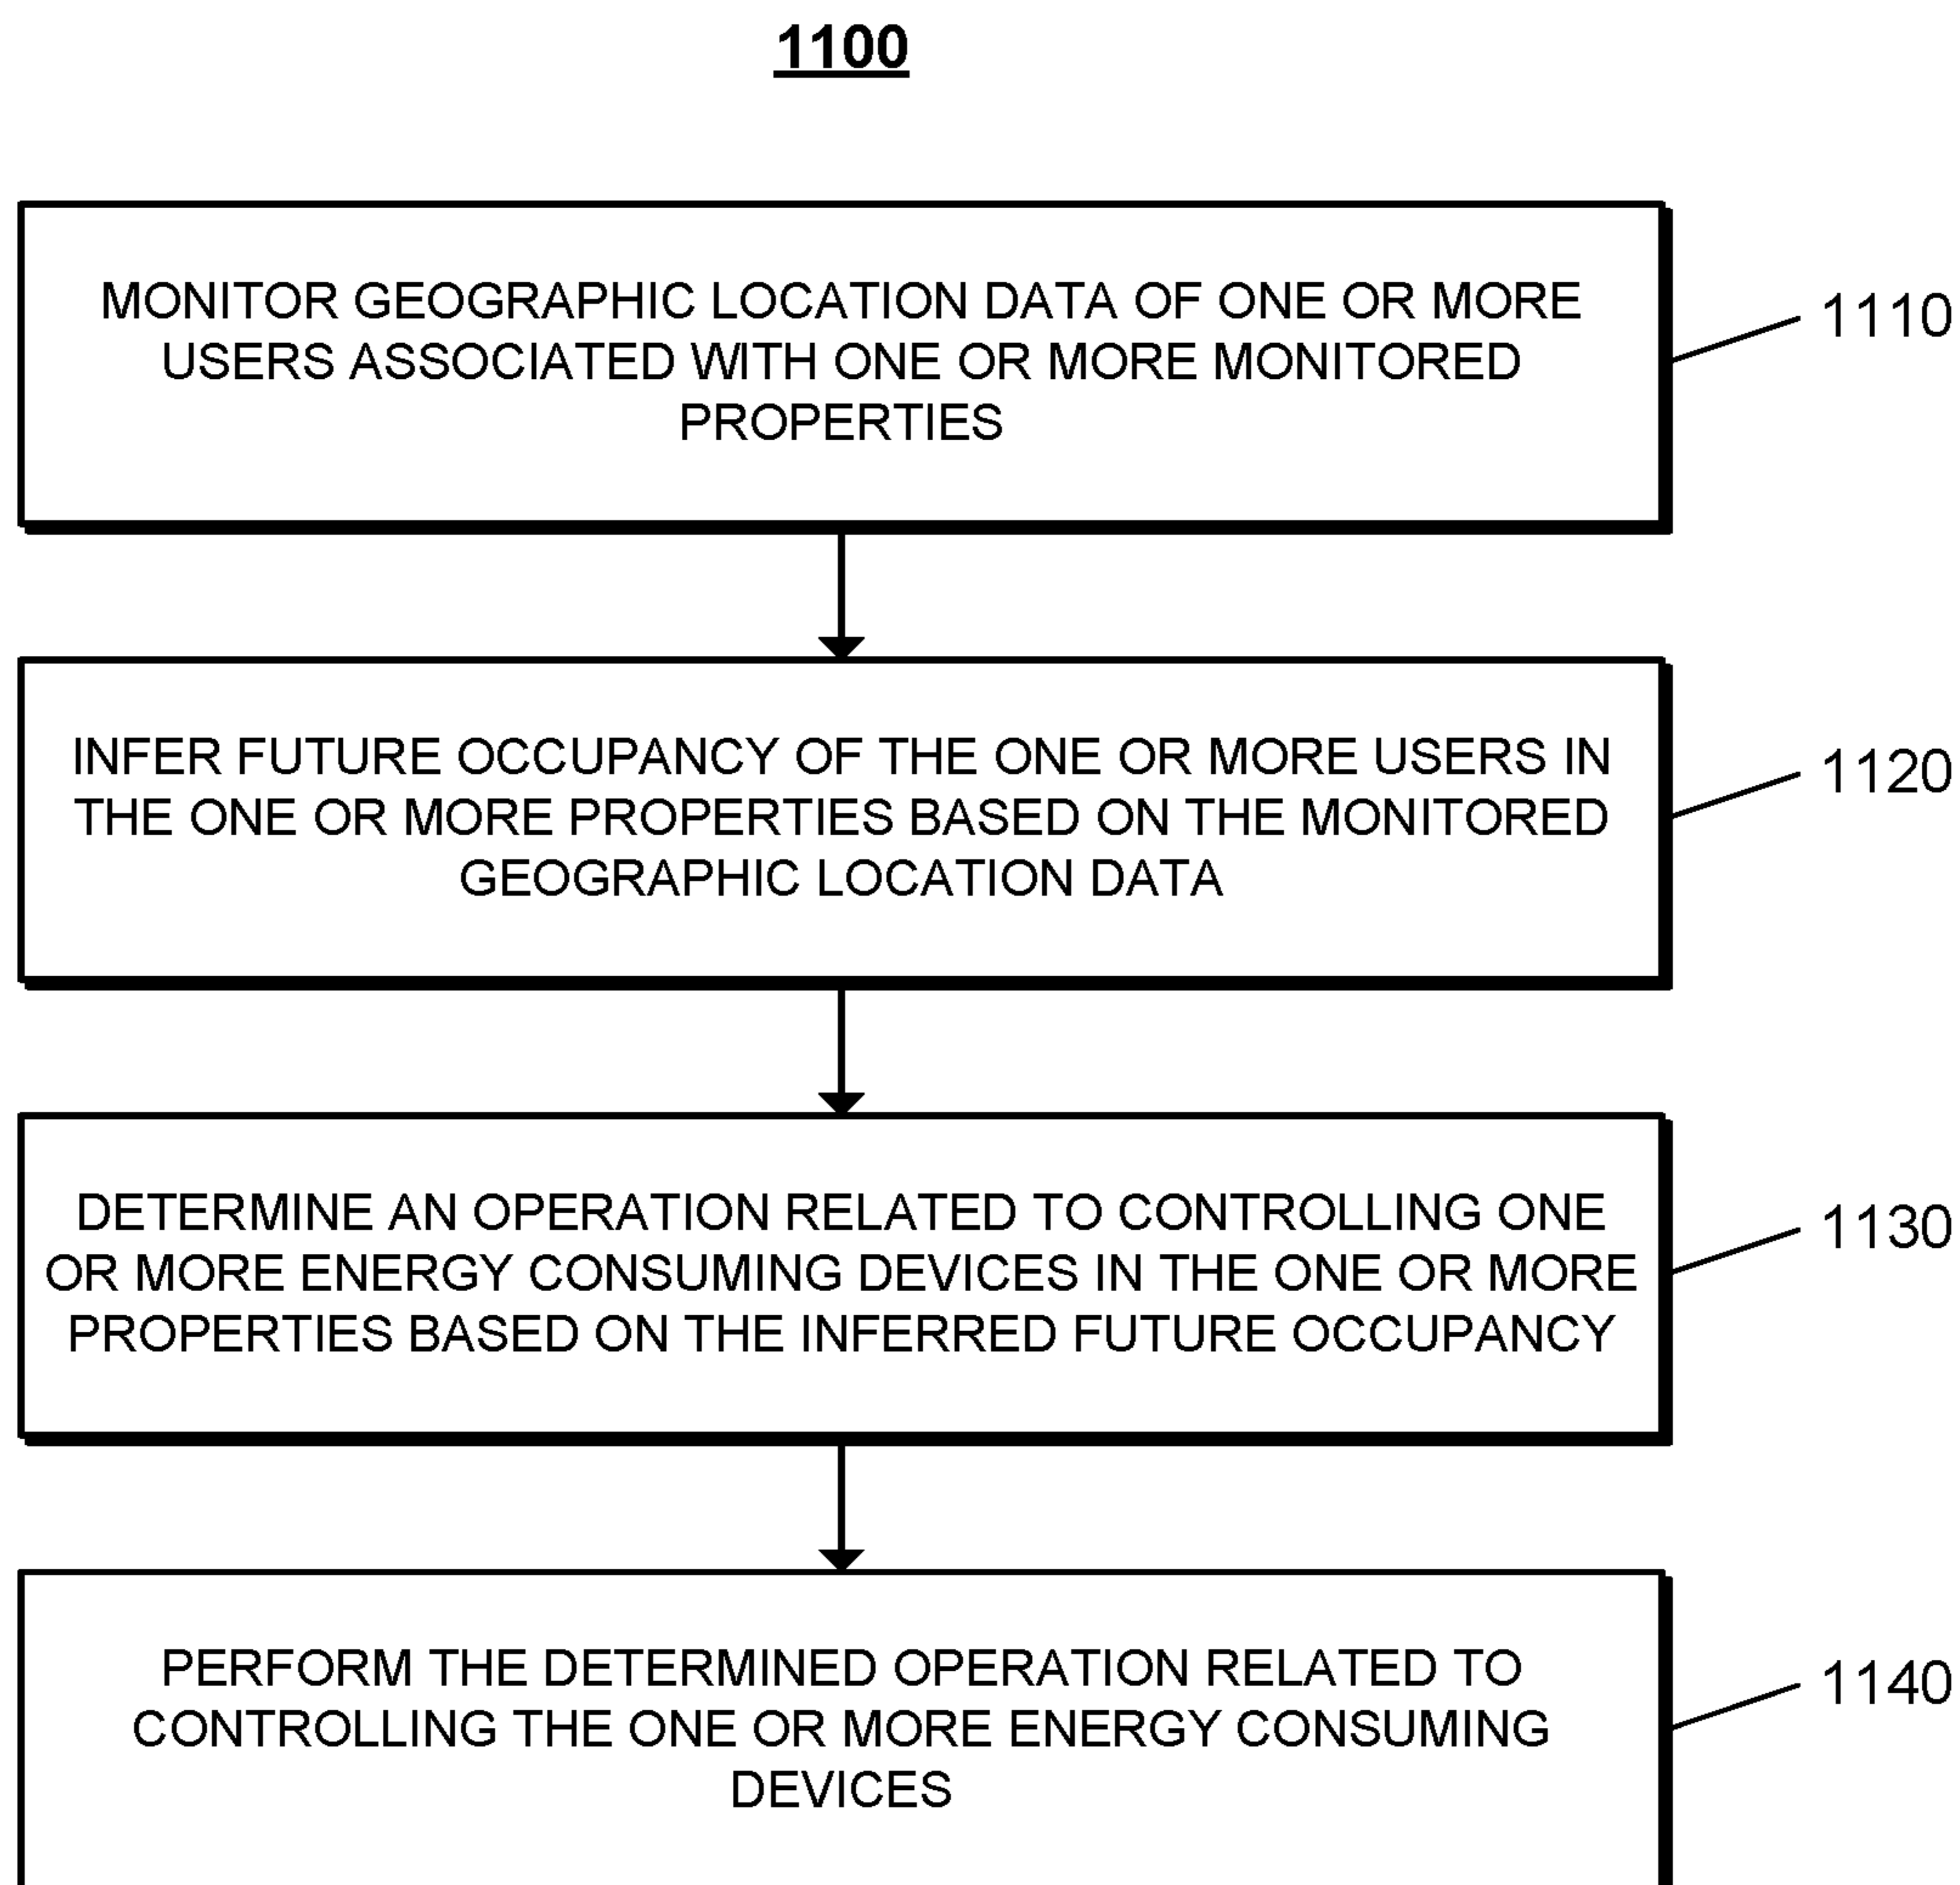 1100
MONITOR GEOGRAPHIC LOCATION DATA OF ONE OR MORE
USERS ASSOCIATED WITH ONE OR MORE MONITORED
PROPERTIES
1110
INFER FUTURE OCCUPANCY OF THE ONE OR MORE USERS IN
THE ONE OR MORE PROPERTIES BASED ON THE MONITORED
GEOGRAPHIC LOCATION DATA
1120
DETERMINE AN OPERATION RELATED TO CONTROLLING ONE
OR MORE ENERGY CONSUMING DEVICES IN THE ONE OR MORE
PROPERTIES BASED ON THE INFERRED FUTURE OCCUPANCY
1130
PERFORM THE DETERMINED OPERATION RELATED TO
CONTROLLING THE ONE OR MORE ENERGY CONSUMING
DEVICES
1140